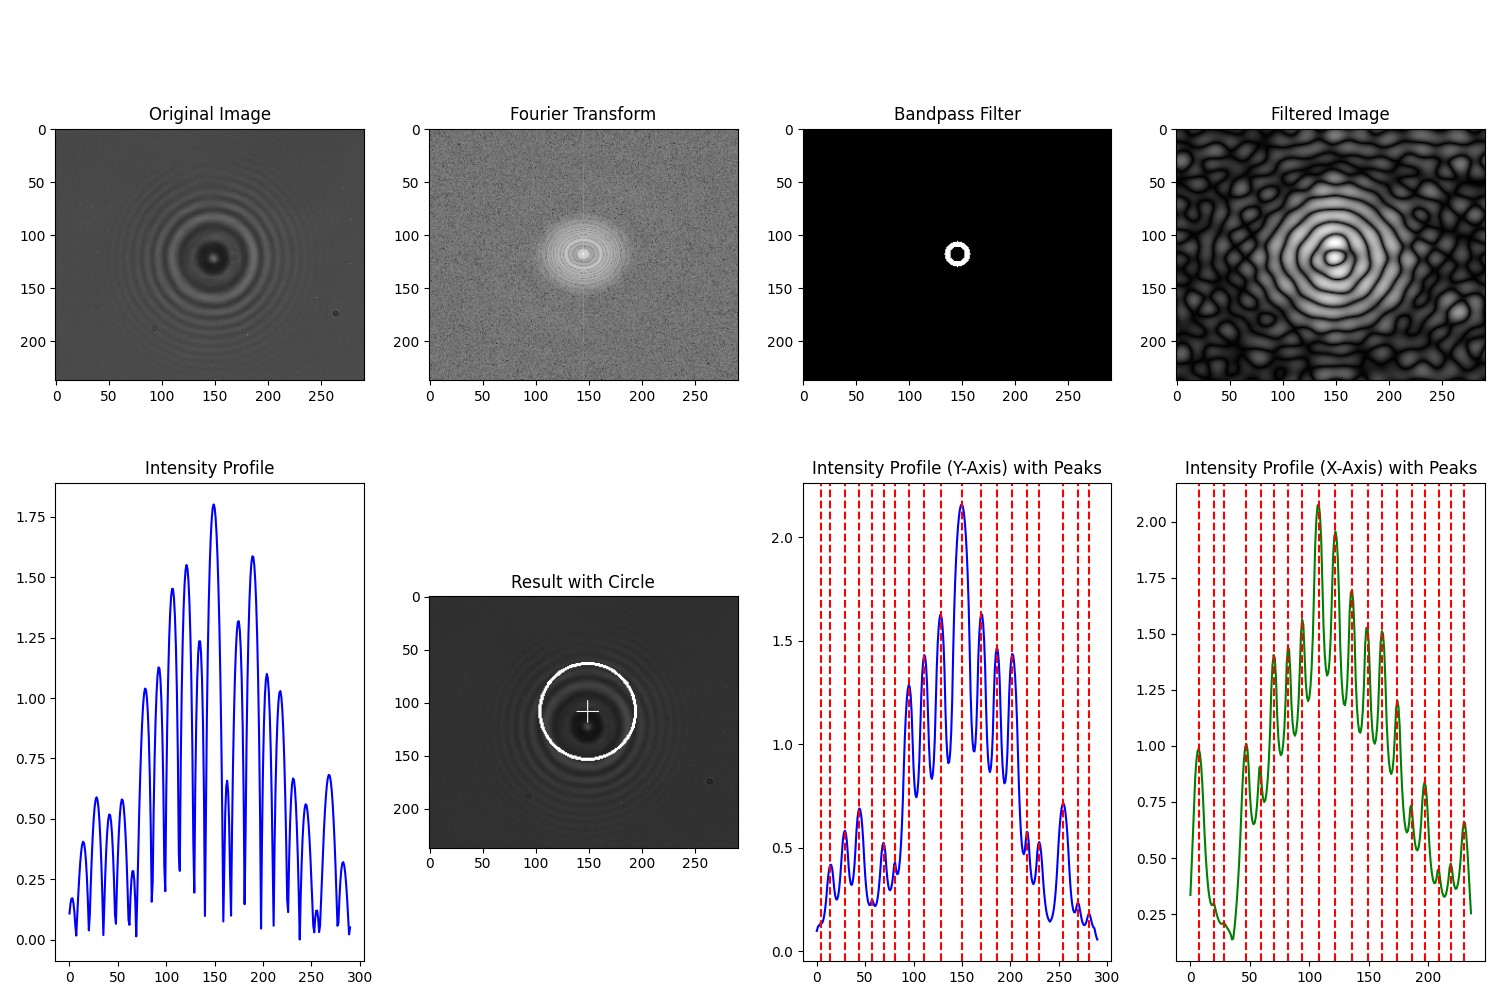 Original Image
0
50
100
150
200
0 50 100 150 200 250
Fourier Transform
0
50
100
150
200
0 50 100 150 200 250
Bandpass Filter
0
50
100
150
200
0 50 100 150 200 250
Filtered Image
0
50
100
150
200
0 50 100 150 200 250
Intensity Profile
1.75
1.50
1.25
1.00
0.75
0.50
0.25
0.00
0 50 100 150 200 250 300
Result with Circle
0
50
100
150
200
0 50 100 150 200 250
Intensity Profile (Y-Axis) with Peaks
2.0
1.5
1.0
0.5
0.0
0 50 100 150 200 250 300
Intensity Profile (X-Axis) with Peaks
2.00
1.75
1.50
1.25
1.00
0.75
0.50
0.25
0 50 100 150 200